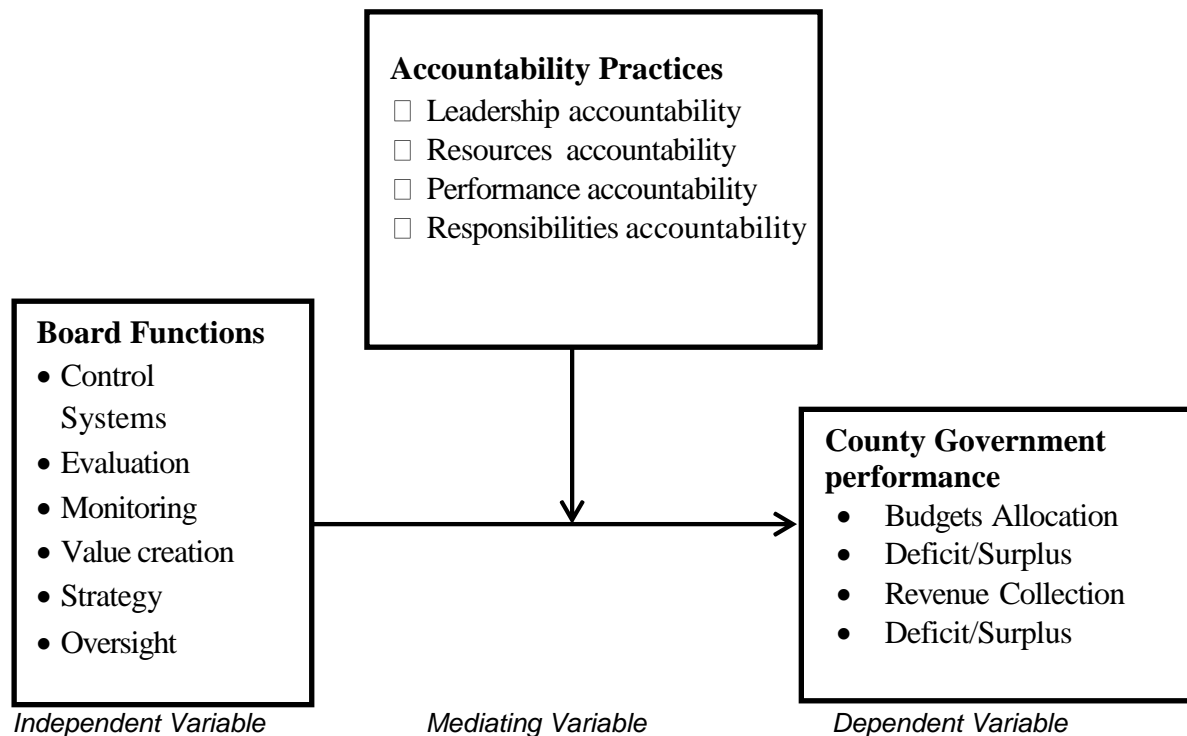 Accountability Practices
Leadership accountability
Resources accountability
Performance accountability
Responsibilities accountability
Board Functions
• Control
Systems
• Evaluation
• Monitoring
• Value creation
• Strategy
• Oversight
County Government
performance
• Budgets Allocation
• Deficit/Surplus
• Revenue Collection
• Deficit/Surplus
Independent Variable
Mediating Variable
Dependent Variable